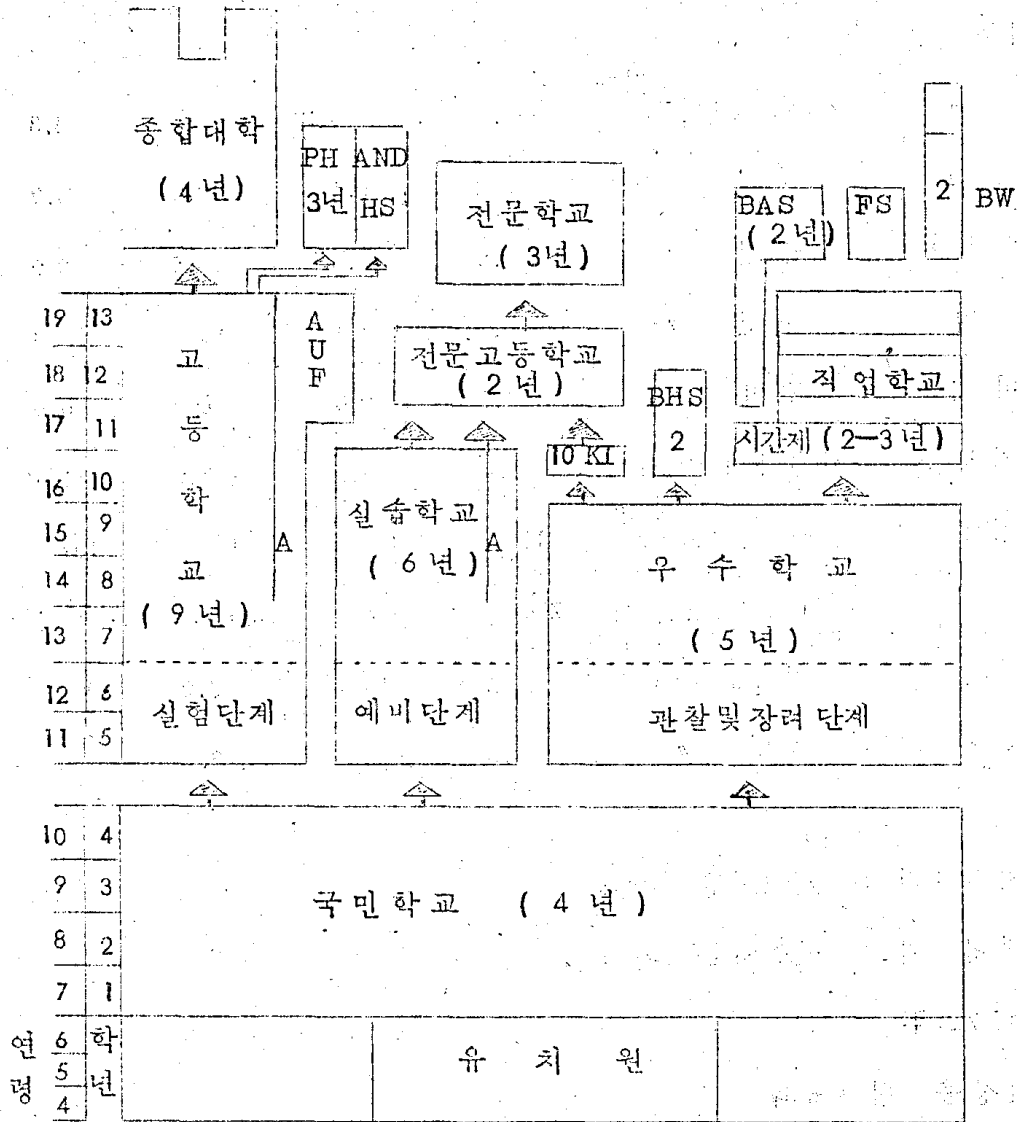 종합대학
(4년)
PH AND
3년 HS
전문학교
(3년)
BAS
(2년)
FS
2
BW
19 13
18 12
17 11
16 10
15 9
14 8
13 7
12 6
11 5
고
등
학
교
(9년)
A
U
F
A
전문고등학교
(2년)
BHS
2
직업학교
시간제(2-3년)
10 KI
실습학교
(6년)
A
우수학교
(5년)
실험단계
예비단계
관찰및장려단계
10 4
9 3
8 2
7 1
국민학교 (4년)
연령
6
5
4
학년
유치원